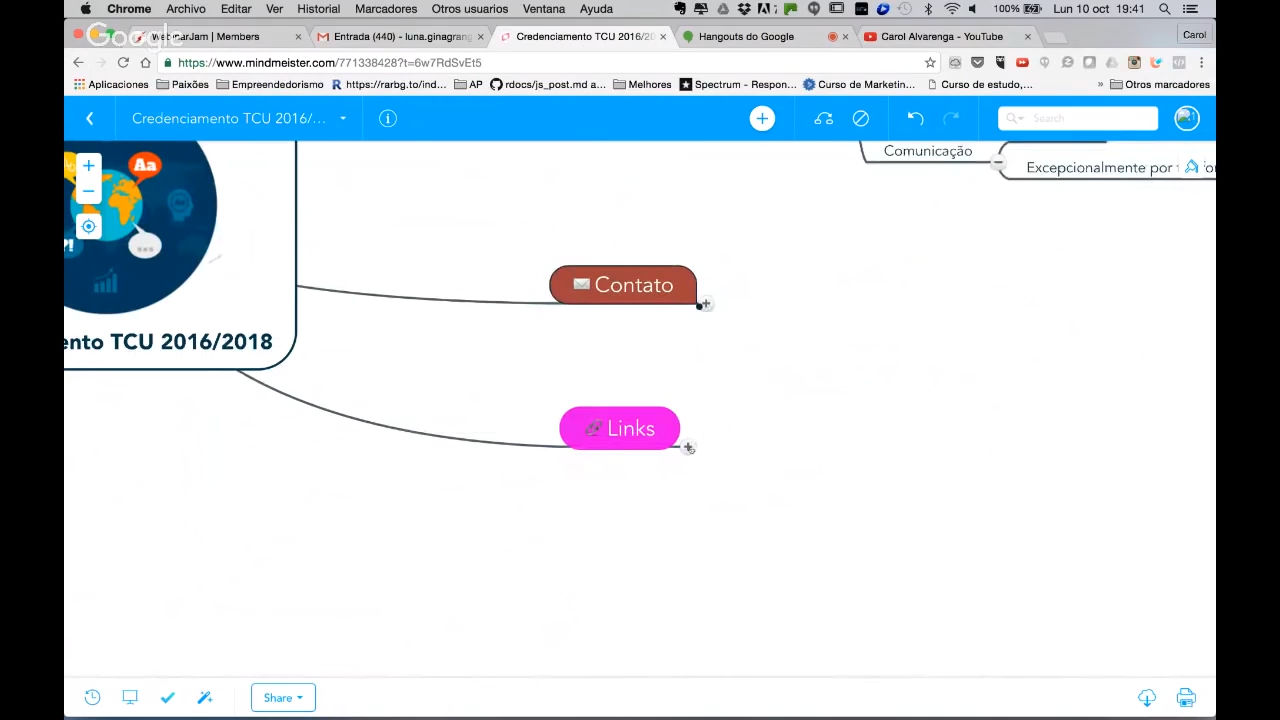 Chrome Archivo Editar Ver Historial Marcadores Otros usuarios Ventana Ayuda 100% Lun 10 oct 19:41
Google
WebinarJam | Members
Entrada (440) - luna.ginagrang
Credenciamento TCU 2016/20
Hangouts do Google
Carol Alvarenga - YouTube
Carol
https://www.mindmeister.com/771338428?t=6w7RdSvEt5
Aplicaciones Paixões Empreendedorismo https://rarbg.to/ind... AP rdocs/js_post.md a... Melhores Spectrum - Respon... Curso de Marketin... Curso de estudo,... » Otros marcadores
Credenciamento TCU 2016/...
Search
Comunicação
Excepcionalmente por
Aa
Contato
ento TCU 2016/2018
Links
Share